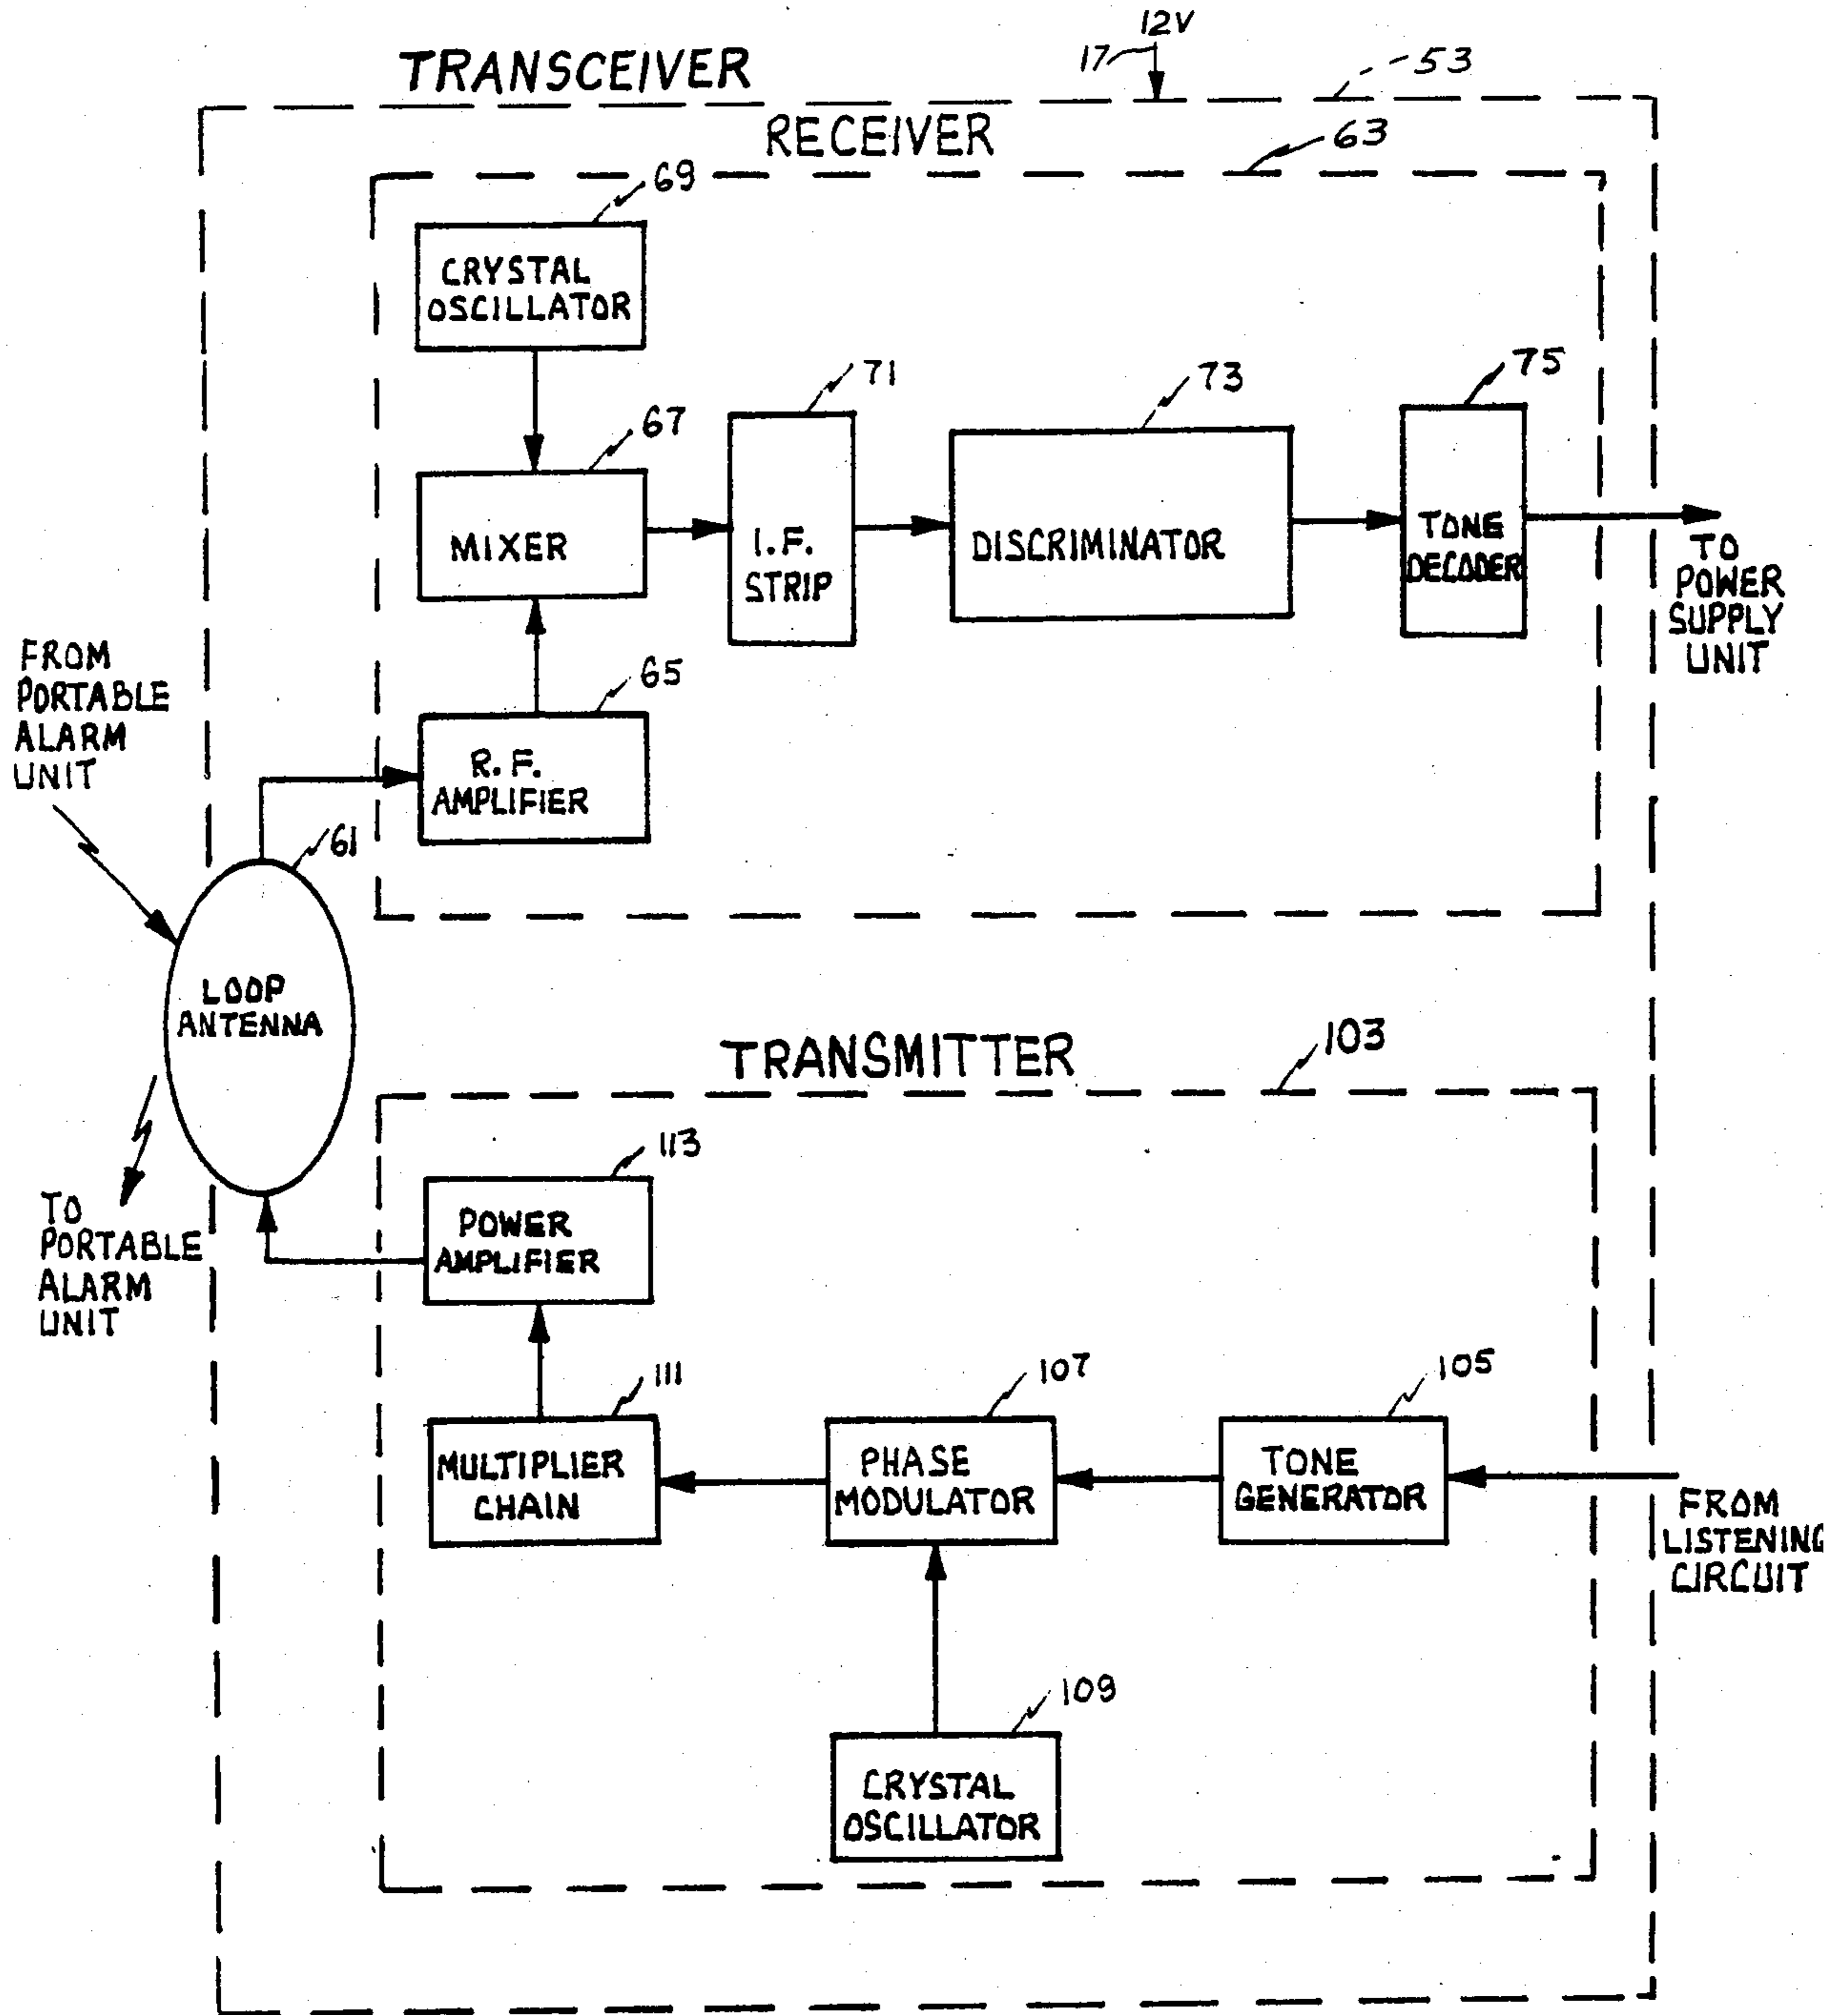 12V
17
53
TRANSCEIVER
RECEIVER
63
69
CRYSTAL
OSCILLATOR
71
73
75
67
MIXER
I.F.
STRIP
DISCRIMINATOR
TONE
DECODER
TO
POWER
SUPPLY
UNIT
FROM
PORTABLE
ALARM
UNIT
65
R.F.
AMPLIFIER
61
LOOP
ANTENNA
TRANSMITTER
103
113
POWER
AMPLIFIER
TO
PORTABLE
ALARM
UNIT
111
107
105
MULTIPLIER
CHAIN
PHASE
MODULATOR
TONE
GENERATOR
FROM
LISTENING
CIRCUIT
109
CRYSTAL
OSCILLATOR